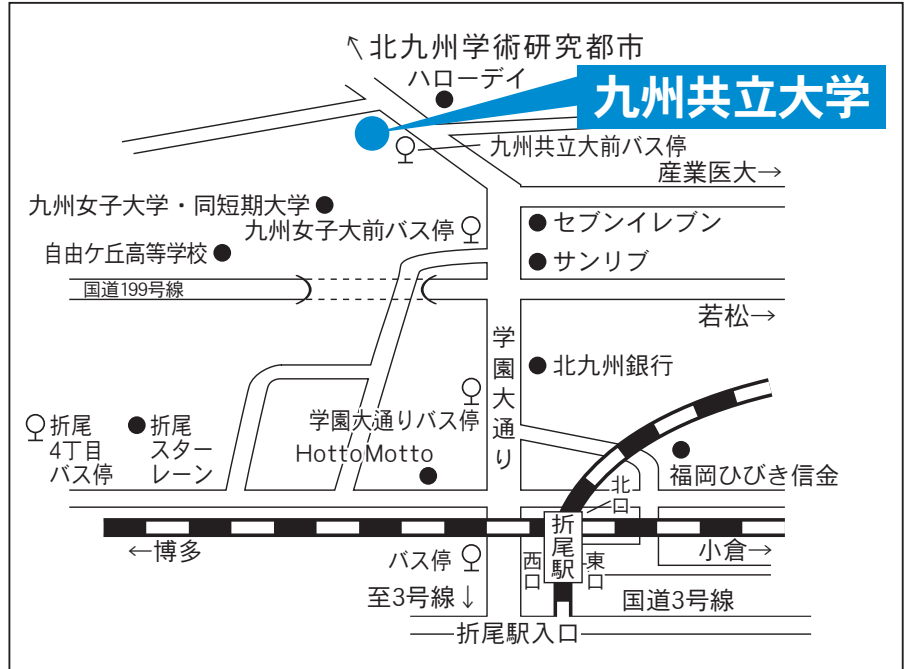 ↖北九州学術研究都市
ハローデイ
九州共立大学
九州共立大前バス停
産業医大→
九州女子大学・同短期大学
九州女子大前バス停
セブンイレブン
自由ケ丘高等学校
サンリブ
国道199号線
若松→
学園大通り
北九州銀行
学園大通りバス停
折尾
4丁目
バス停
折尾
スター
レーン
HottoMotto
福岡ひびき信金
北口
折尾駅
←博多
バス停
西口
東口
小倉→
至3号線↓
国道3号線
折尾駅入口